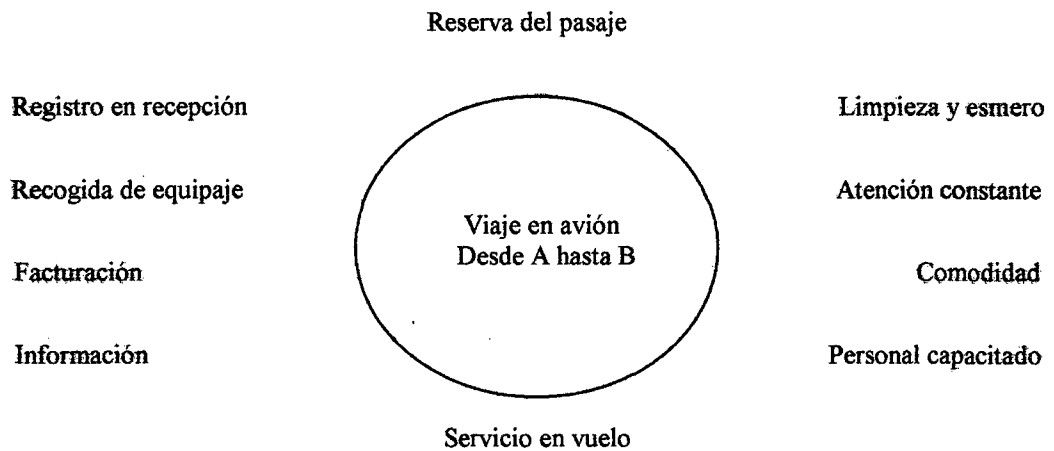 Reserva del pasaje
Registro en recepción
Limpieza y esmero
Recogida de equipaje
Atención constante
Viaje en avión
Desde A hasta B
Facturación
Comodidad
Información
Personal capacitado
Servicio en vuelo